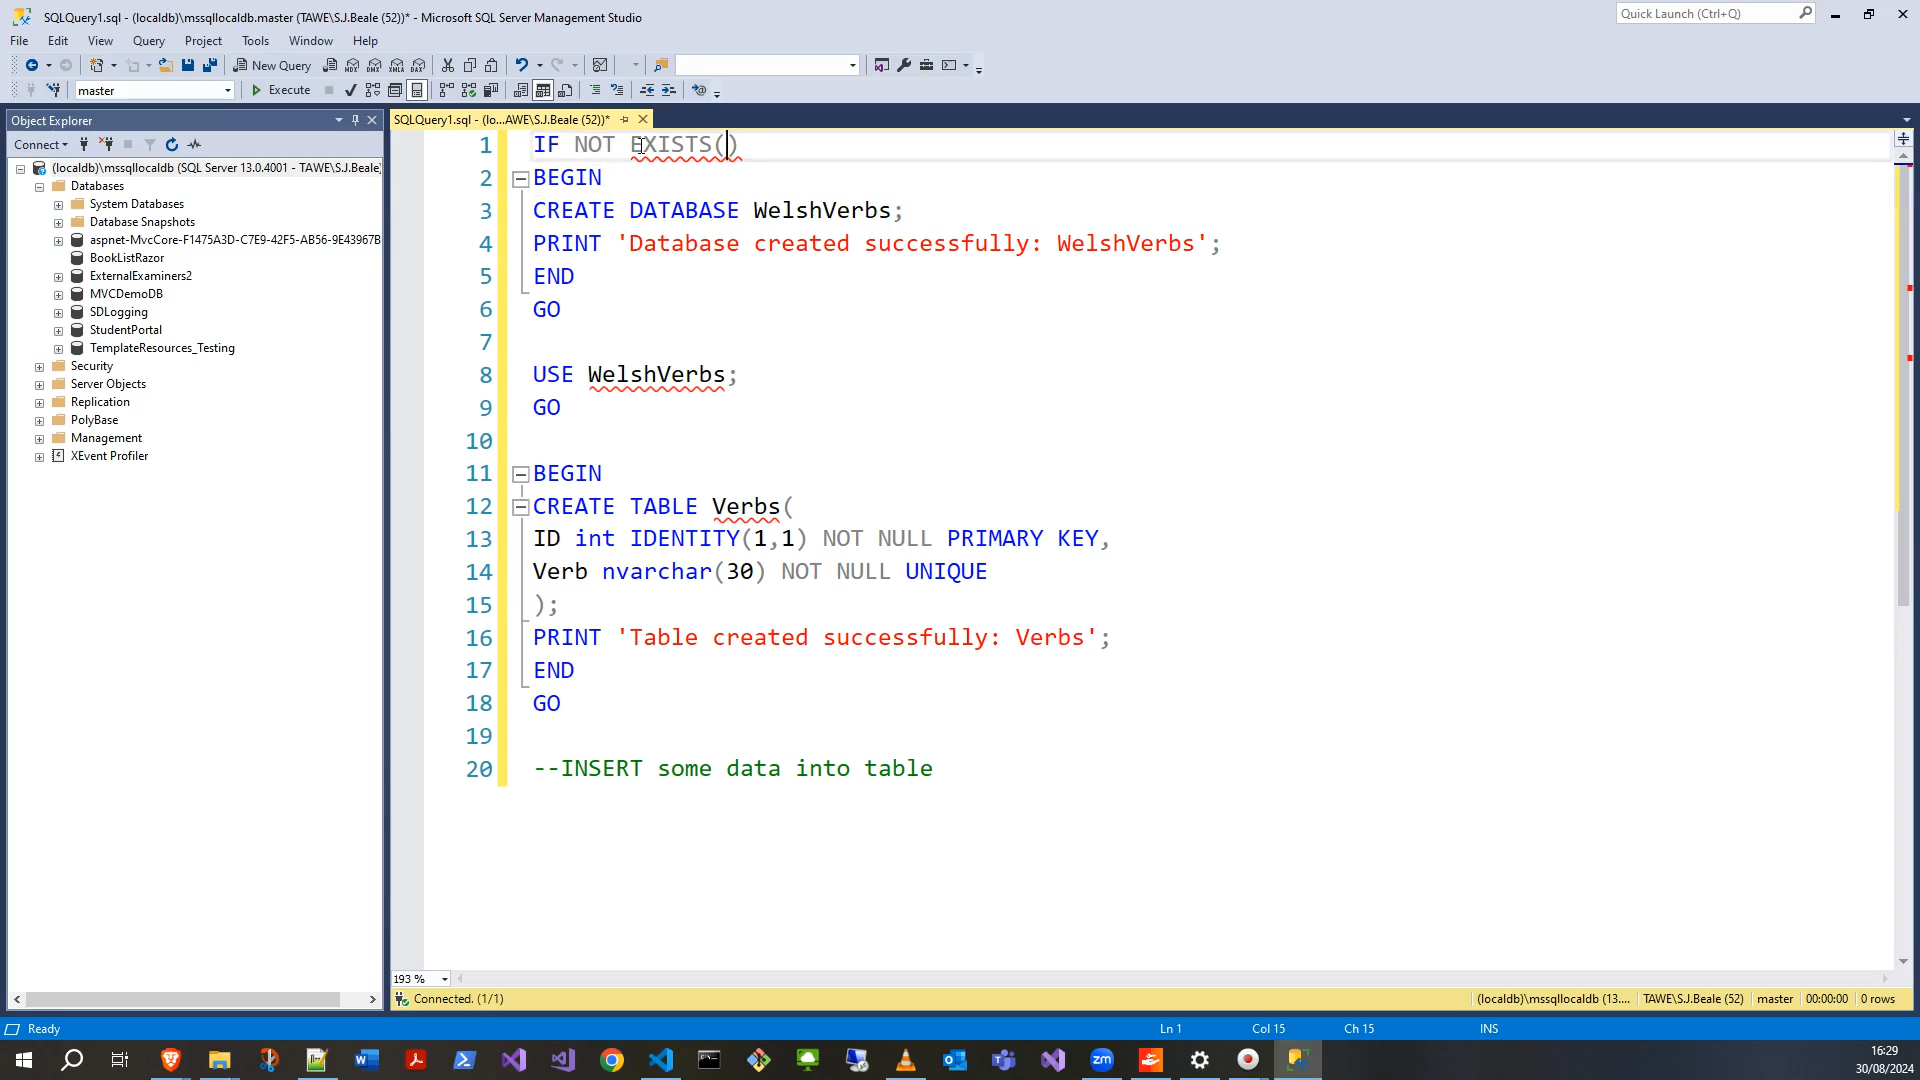 SQLQuery1.sql - (localdb)\mssqllocaldb.master (TAWE\S.J.Beale (52))* - Microsoft SQL Server Management Studio
Quick Launch (Ctrl+Q)
File Edit View Query Project Tools Window Help
New Query MDX DMX XMLA DAX
master Execute
Object Explorer
SQLQuery1.sql - (lo...AWE\S.J.Beale (52))*
Connect
(localdb)\mssqllocaldb (SQL Server 13.0.4001 - TAWE\S.J.Beale
Databases
System Databases
Database Snapshots
aspnet-MvcCore-F1475A3D-C7E9-42F5-AB56-9E43967B
BookListRazor
ExternalExaminers2
MVCDemoDB
SDLogging
StudentPortal
TemplateResources_Testing
Security
Server Objects
Replication
PolyBase
Management
XEvent Profiler
1 IF NOT EXISTS()
2 BEGIN
3 CREATE DATABASE WelshVerbs;
4 PRINT 'Database created successfully: WelshVerbs';
5 END
6 GO
7
8 USE WelshVerbs;
9 GO
10
11 BEGIN
12 CREATE TABLE Verbs(
13 ID int IDENTITY(1,1) NOT NULL PRIMARY KEY,
14 Verb nvarchar(30) NOT NULL UNIQUE
15 );
16 PRINT 'Table created successfully: Verbs';
17 END
18 GO
19
20 --INSERT some data into table
193 %
Connected. (1/1)
(localdb)\mssqllocaldb (13.... TAWE\S.J.Beale (52) master 00:00:00 0 rows
Ready
Ln 1 Col 15 Ch 15 INS
zm
16:29
30/08/2024